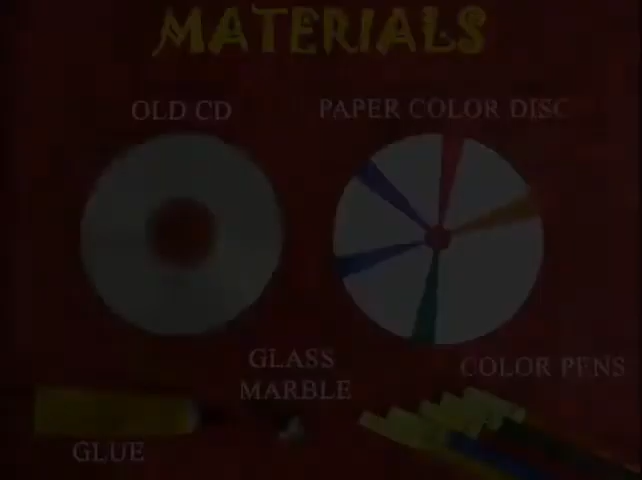 MATERIALS
OLD CD
PAPER COLOR DISC
GLASS
MARBLE
COLOR PENS
GLUE